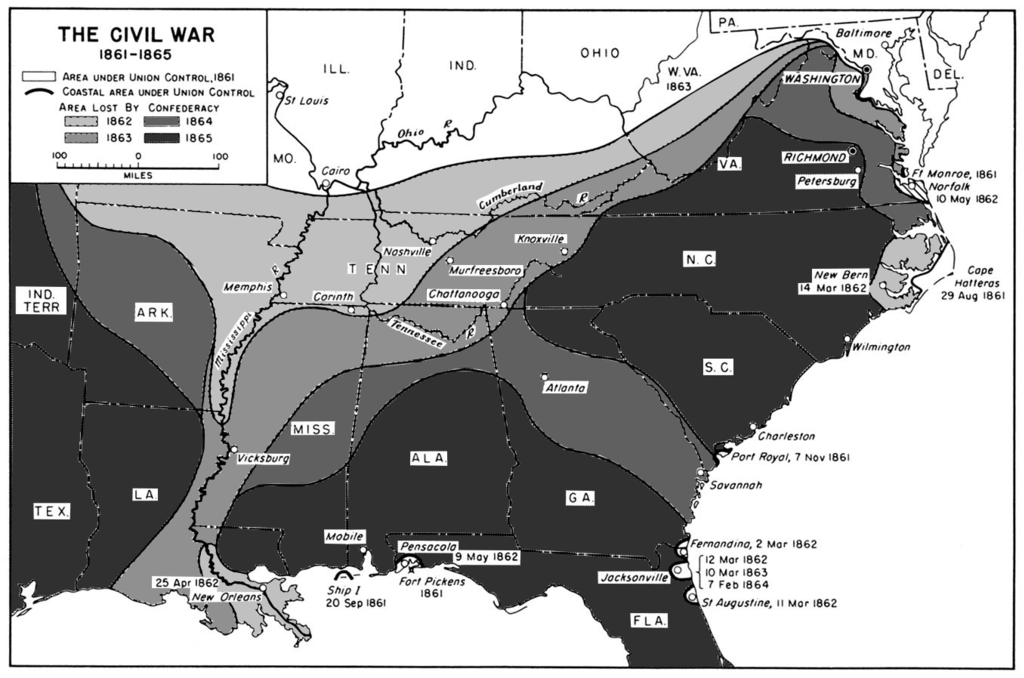 THE CIVIL WAR
1861-1865
AREA UNDER UNION CONTROL, 1861
COASTAL AREA UNDER UNION CONTROL
AREA LOST BY CONFEDERACY
1862 1864
1863 1865
100 0 100
MILES
PA.
Baltimore
M.D.
DEL.
WASHINGTON
OHIO
W. VA.
1863
IND.
ILL.
St Louis
MO.
Ohio R
Cairo
VA.
RICHMOND
Petersburg
Ft Monroe, 1861
Norfolk
10 May 1862
Cumberland R
Nashville
Knoxville
Murfreesboro
TENN
N.C.
New Bern
14 Mar 1862
Cape
Hatteras
29 Aug 1861
IND.
TERR
ARK.
Memphis
Corinth
Chattanooga
Mississippi R
Tennessee R
Wilmington
S.C.
Atlanta
MISS.
Charleston
Port Royal, 7 Nov 1861
Vicksburg
ALA.
Savannah
TEX.
LA.
GA.
Mobile
Pensacola
9 May 1862
Fort Pickens
1861
Ship I
20 Sep 1861
25 Apr 1862
New Orleans
Fernandina, 2 Mar 1862
Jacksonville
12 Mar 1862
10 Mar 1863
7 Feb 1864
St Augustine, 11 Mar 1862
FLA.